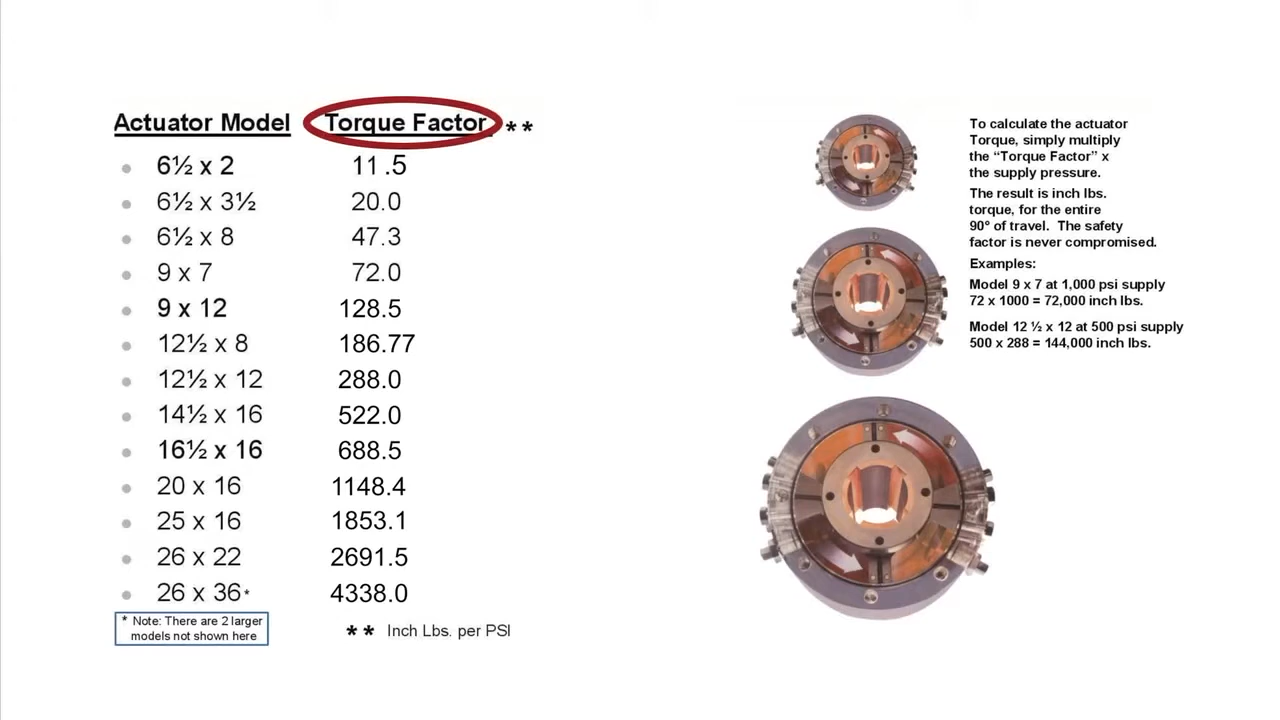 Actuator Model Torque Factor **
6½ x 2 11.5
6½ x 3½ 20.0
6½ x 8 47.3
9 x 7 72.0
9 x 12 128.5
12½ x 8 186.77
12½ x 12 288.0
14½ x 16 522.0
16½ x 16 688.5
20 x 16 1148.4
25 x 16 1853.1
26 x 22 2691.5
26 x 36* 4338.0
* Note: There are 2 larger
models not shown here
** Inch Lbs. per PSI
To calculate the actuator
Torque, simply multiply
the “Torque Factor” x
the supply pressure.
The result is inch lbs.
torque, for the entire
90° of travel. The safety
factor is never compromised.
Examples:
Model 9 x 7 at 1,000 psi supply
72 x 1000 = 72,000 inch lbs.
Model 12 ½ x 12 at 500 psi supply
500 x 288 = 144,000 inch lbs.